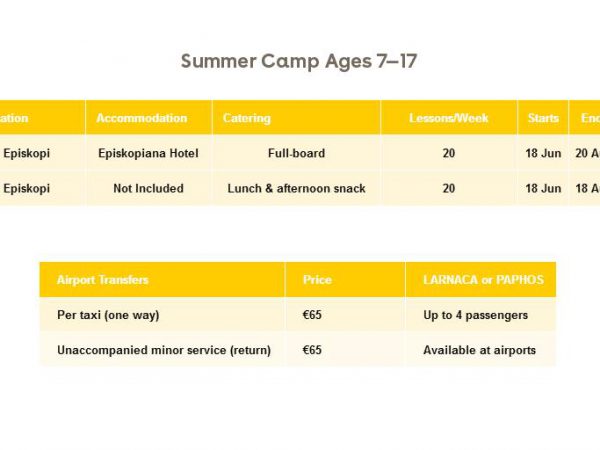 Summer Camp Ages 7–17
ation Accommodation Catering Lessons/Week Starts Enc
Episkopi Episkopiana Hotel Full-board 20 18 Jun 20 A
Episkopi Not Included Lunch & afternoon snack 20 18 Jun 18 A
Airport Transfers Price LARNACA or PAPHOS
Per taxi (one way) €65 Up to 4 passengers
Unaccompanied minor service (return) €65 Available at airports